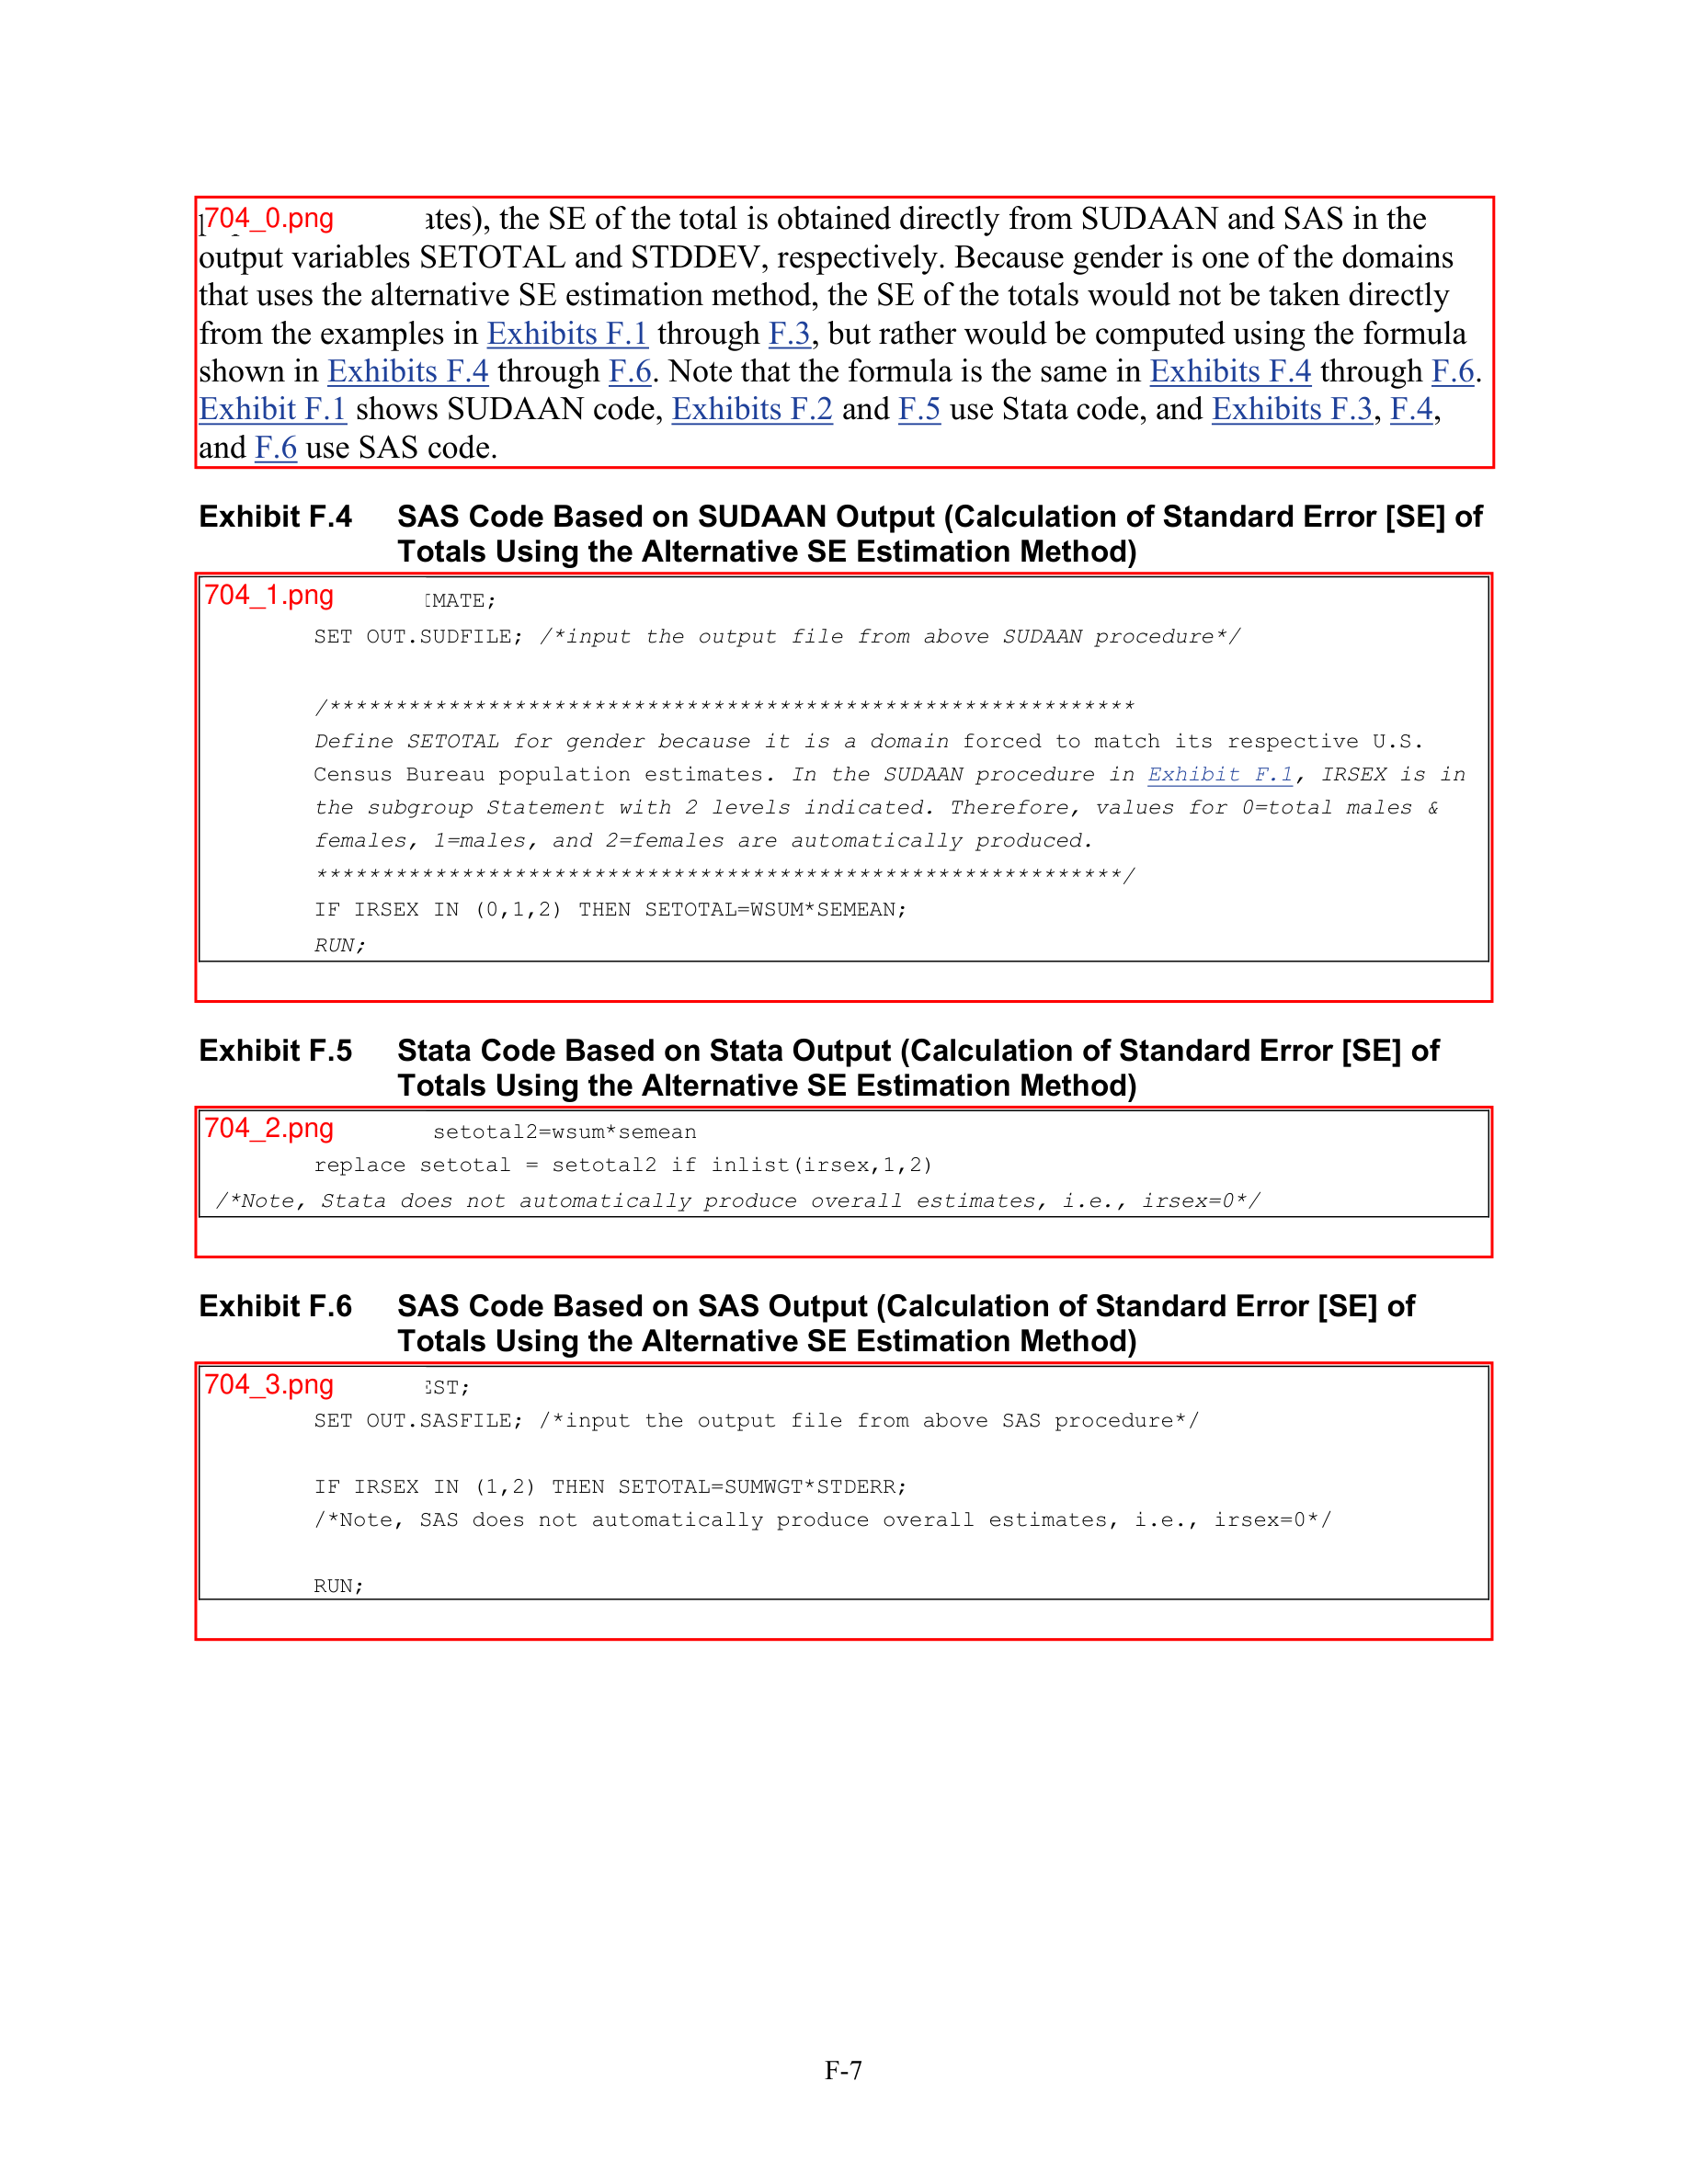 704_0.png ates), the SE of the total is obtained directly from SUDAAN and SAS in the
output variables SETOTAL and STDDEV, respectively. Because gender is one of the domains
that uses the alternative SE estimation method, the SE of the totals would not be taken directly
from the examples in Exhibits F.1 through F.3, but rather would be computed using the formula
shown in Exhibits F.4 through F.6. Note that the formula is the same in Exhibits F.4 through F.6.
Exhibit F.1 shows SUDAAN code, Exhibits F.2 and F.5 use Stata code, and Exhibits F.3, F.4,
and F.6 use SAS code.
Exhibit F.4 SAS Code Based on SUDAAN Output (Calculation of Standard Error [SE] of
Totals Using the Alternative SE Estimation Method)
704_1.png IMATE;
SET OUT.SUDFILE; /*input the output file from above SUDAAN procedure*/
/*************************************************************
Define SETOTAL for gender because it is a domain forced to match its respective U.S.
Census Bureau population estimates. In the SUDAAN procedure in Exhibit F.1, IRSEX is in
the subgroup Statement with 2 levels indicated. Therefore, values for 0=total males &
females, 1=males, and 2=females are automatically produced.
*************************************************************/
IF IRSEX IN (0,1,2) THEN SETOTAL=WSUM*SEMEAN;
RUN;
Exhibit F.5 Stata Code Based on Stata Output (Calculation of Standard Error [SE] of
Totals Using the Alternative SE Estimation Method)
704_2.png setotal2=wsum*semean
replace setotal = setotal2 if inlist(irsex,1,2)
/*Note, Stata does not automatically produce overall estimates, i.e., irsex=0*/
Exhibit F.6 SAS Code Based on SAS Output (Calculation of Standard Error [SE] of
Totals Using the Alternative SE Estimation Method)
704_3.png EST;
SET OUT.SASFILE; /*input the output file from above SAS procedure*/
IF IRSEX IN (1,2) THEN SETOTAL=SUMWGT*STDERR;
/*Note, SAS does not automatically produce overall estimates, i.e., irsex=0*/
RUN;
F-7